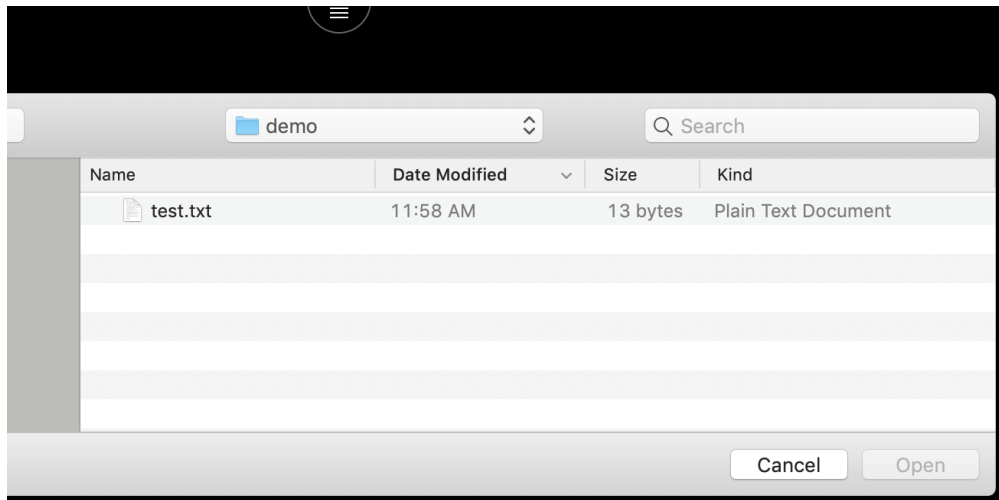 demo
Search
Name Date Modified Size Kind
test.txt 11:58 AM 13 bytes Plain Text Document
Cancel Open